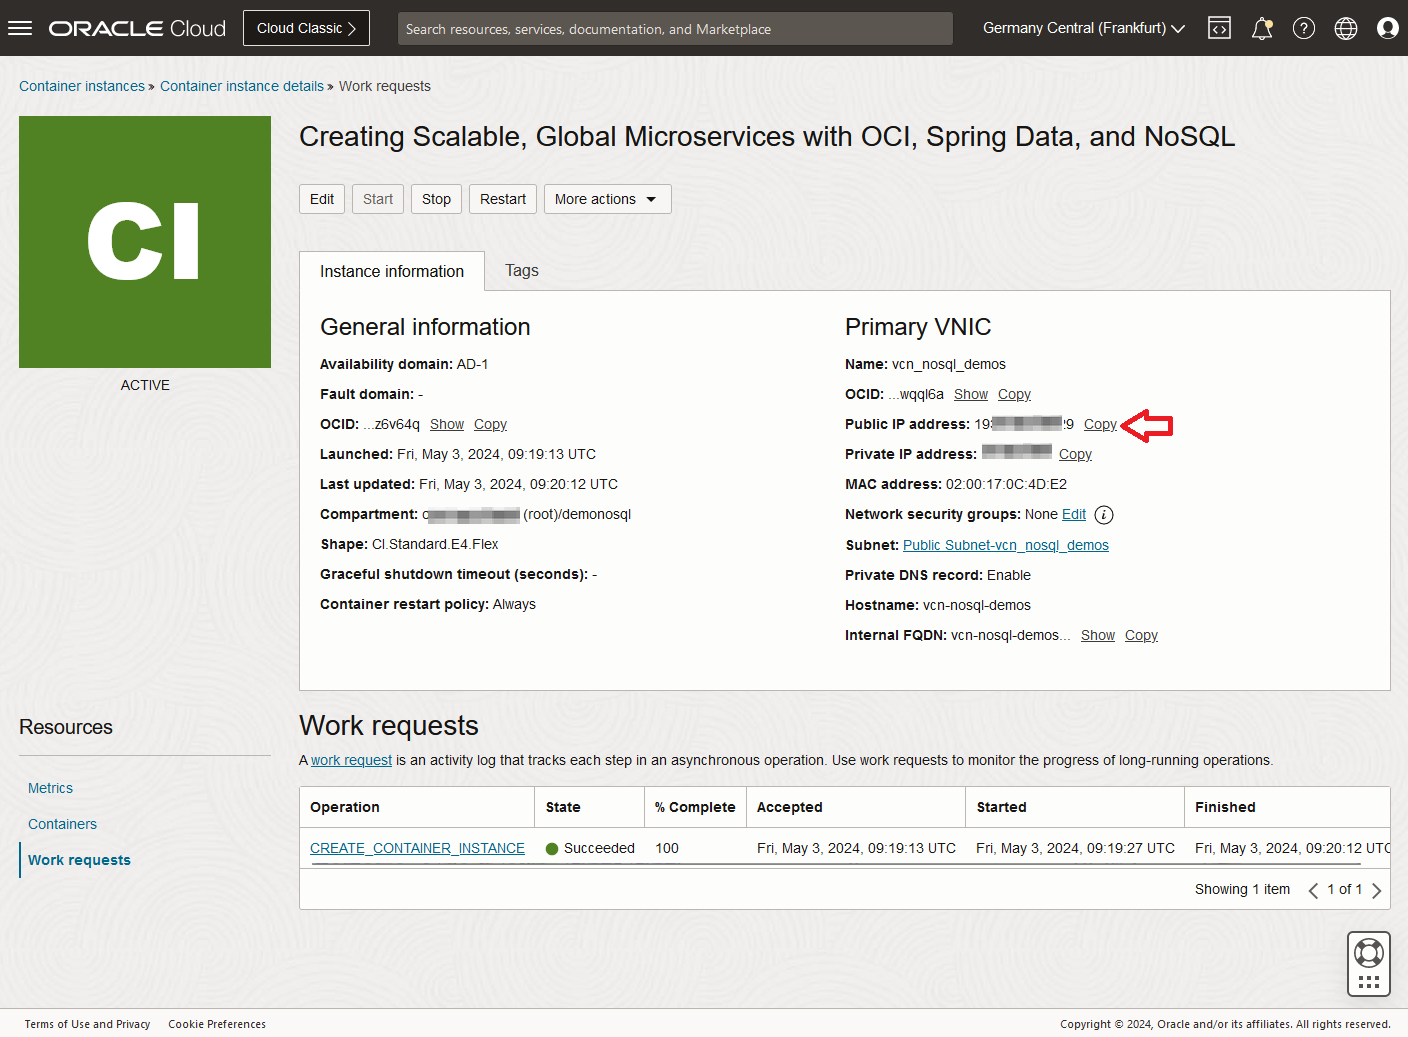 ORACLE Cloud
Cloud Classic
Search resources, services, documentation, and Marketplace
Germany Central (Frankfurt)
Container instances » Container instance details » Work requests
CI
ACTIVE
Creating Scalable, Global Microservices with OCI, Spring Data, and NoSQL
Edit Start Stop Restart More actions
Instance information Tags
General information
Availability domain: AD-1
Fault domain: -
OCID: ...z6v64q Show Copy
Launched: Fri, May 3, 2024, 09:19:13 UTC
Last updated: Fri, May 3, 2024, 09:20:12 UTC
Compartment: (root)/demonosql
Shape: CI.Standard.E4.Flex
Graceful shutdown timeout (seconds): -
Container restart policy: Always
Primary VNIC
Name: vcn_nosql_demos
OCID: ...wqql6a Show Copy
Public IP address: Copy
Private IP address: Copy
MAC address: 02:00:17:0C:4D:E2
Network security groups: None Edit
Subnet: Public Subnet-vcn_nosql_demos
Private DNS record: Enable
Hostname: vcn-nosql-demos
Internal FQDN: vcn-nosql-demos... Show Copy
Resources
Metrics
Containers
Work requests
Work requests
A work request is an activity log that tracks each step in an asynchronous operation. Use work requests to monitor the progress of long-running operations.
Operation State % Complete Accepted Started Finished
CREATE_CONTAINER_INSTANCE Succeeded 100 Fri, May 3, 2024, 09:19:13 UTC Fri, May 3, 2024, 09:19:27 UTC Fri, May 3, 2024, 09:20:12 UTC
Showing 1 item 1 of 1
Terms of Use and Privacy Cookie Preferences
Copyright © 2024, Oracle and/or its affiliates. All rights reserved.